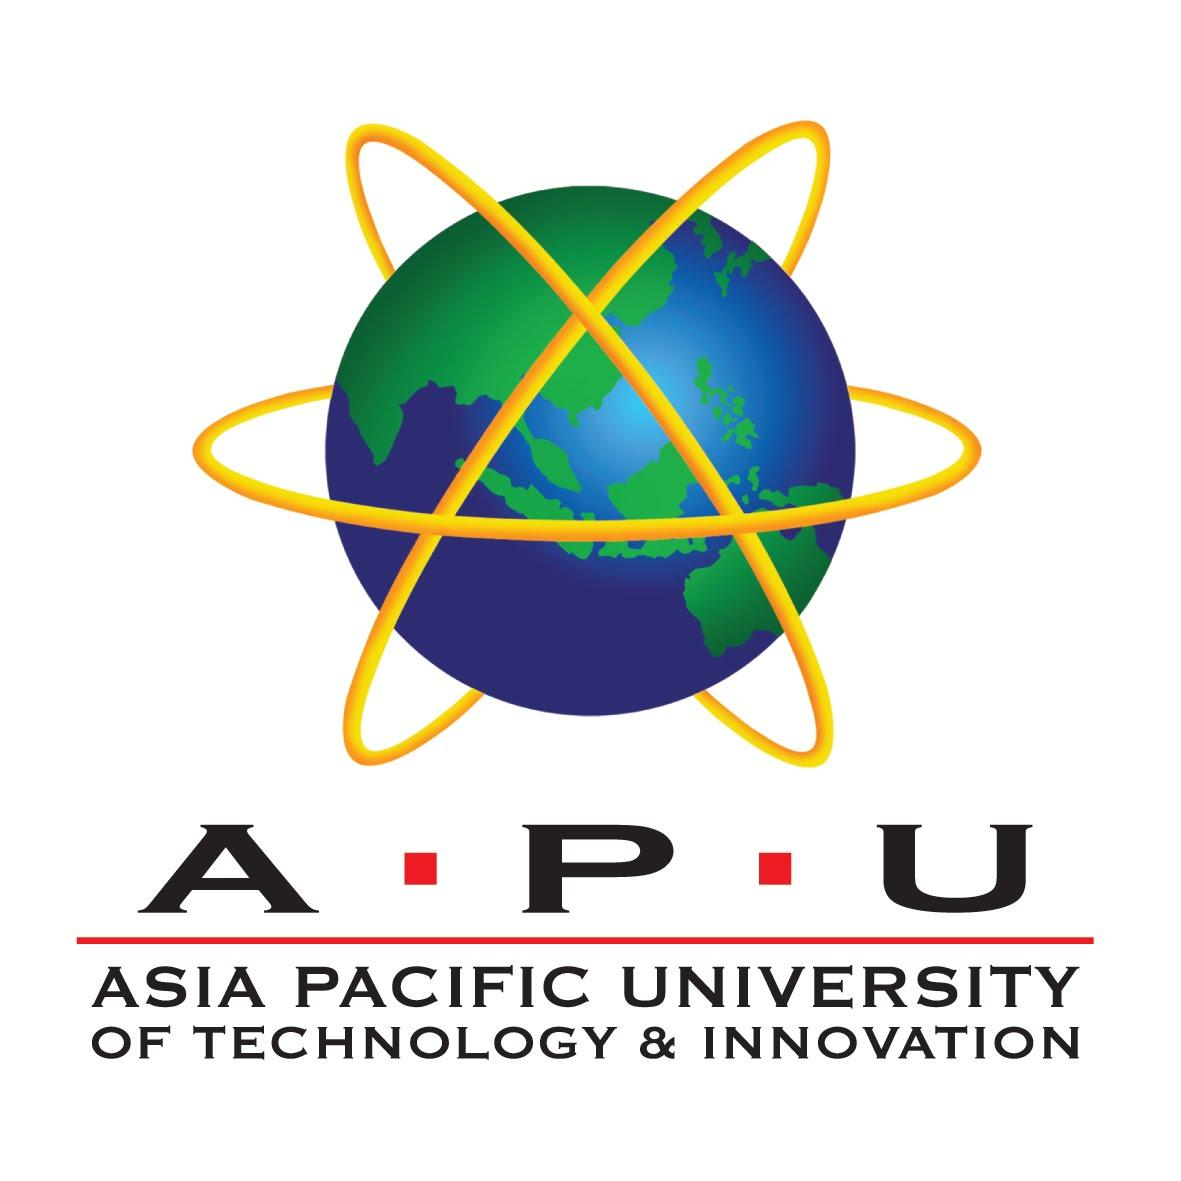 A·P·U
ASIA PACIFIC UNIVERSITY
OF TECHNOLOGY & INNOVATION